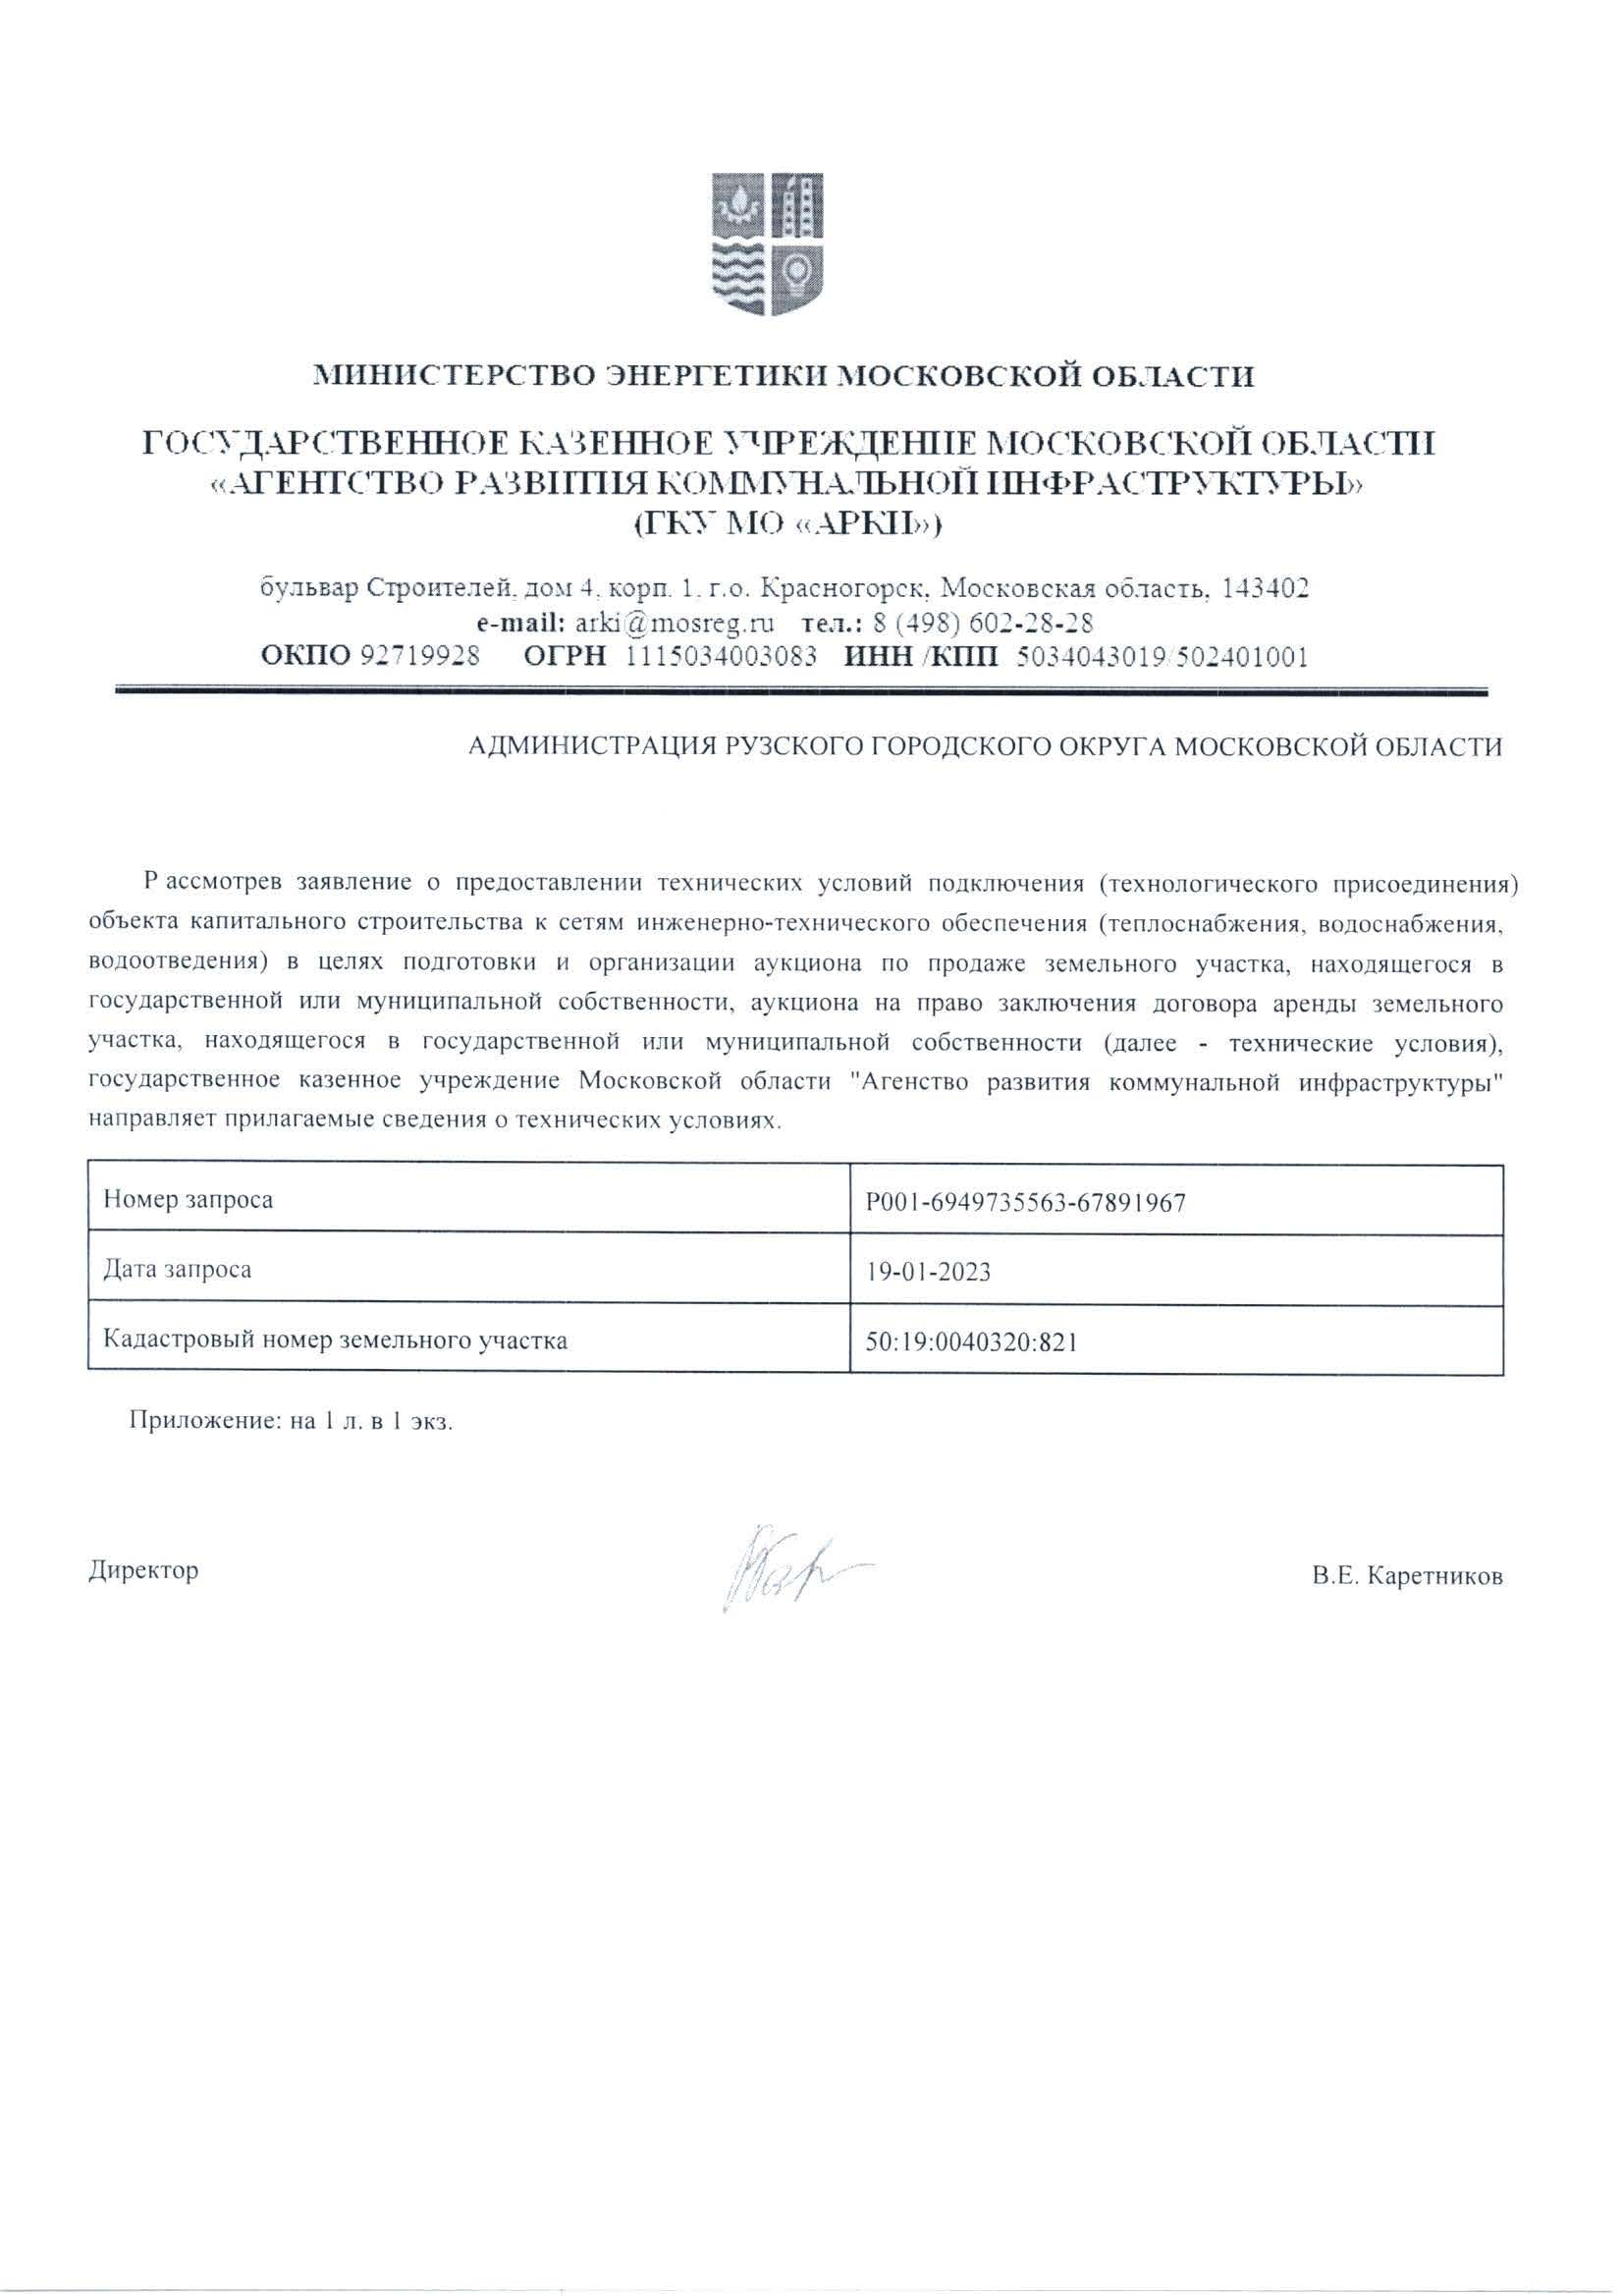 МИНИСТЕРСТВО ЭНЕРГЕТИКИ МОСКОВСКОЙ ОБЛАСТИ
ГОСУДАРСТВЕННОЕ КАЗЕННОЕ УЧРЕЖДЕНИЕ МОСКОВСКОЙ ОБЛАСТИ
«АГЕНТСТВО РАЗВИТИЯ КОММУНАЛЬНОЙ ИНФРАСТРУКТУРЫ»
(ГКУ МО «АРКИ»)
бульвар Строителей, дом 4, корп. 1, г.о. Красногорск, Московская область, 143402
e-mail: arki@mosreg.ru тел.: 8 (498) 602-28-28
ОКПО 92719928 ОГРН 1115034003083 ИНН /КПП 5034043019/502401001
АДМИНИСТРАЦИЯ РУЗСКОГО ГОРОДСКОГО ОКРУГА МОСКОВСКОЙ ОБЛАСТИ
Р ассмотрев заявление о предоставлении технических условий подключения (технологического присоединения)
объекта капитального строительства к сетям инженерно-технического обеспечения (теплоснабжения, водоснабжения,
водоотведения) в целях подготовки и организации аукциона по продаже земельного участка, находящегося в
государственной или муниципальной собственности, аукциона на право заключения договора аренды земельного
участка, находящегося в государственной или муниципальной собственности (далее - технические условия),
государственное казенное учреждение Московской области "Агенство развития коммунальной инфраструктуры"
направляет прилагаемые сведения о технических условиях.
Номер запроса P001-6949735563-67891967
Дата запроса 19-01-2023
Кадастровый номер земельного участка 50:19:0040320:821
Приложение: на 1 л. в 1 экз.
Директор В.Е. Каретников